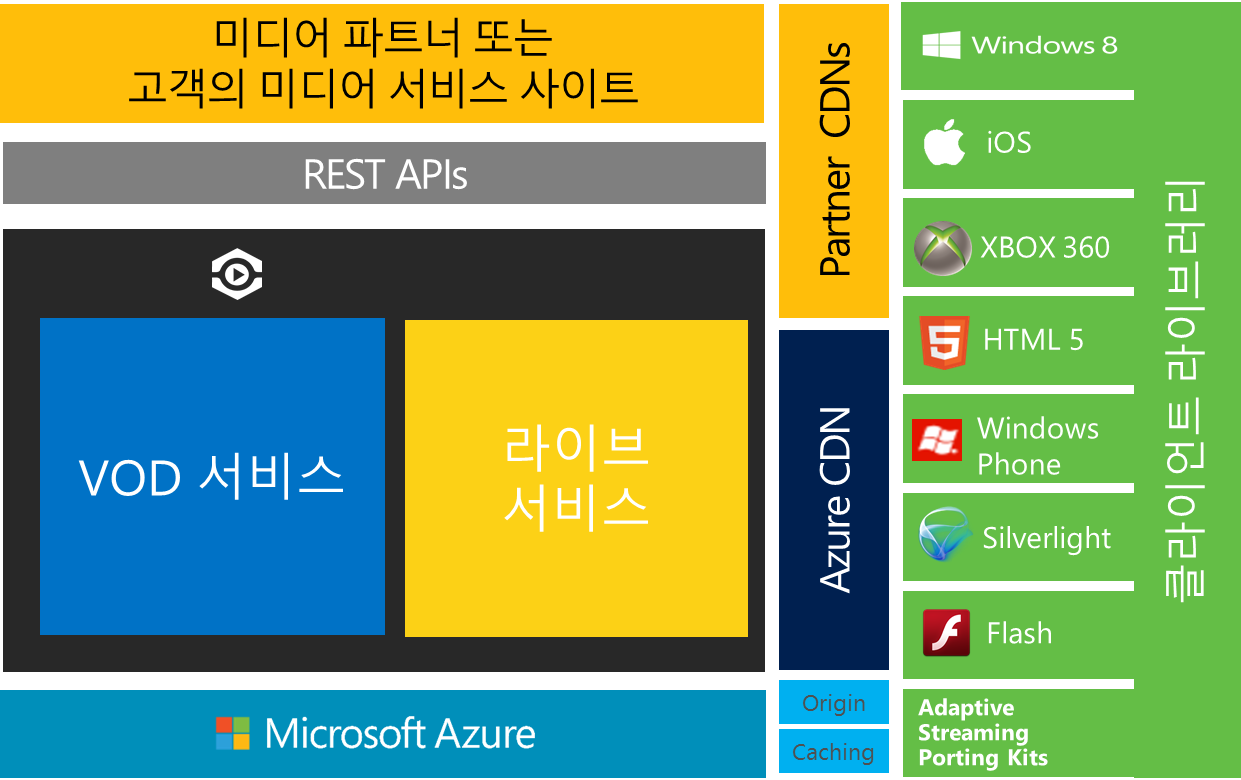 미디어 파트너 또는
고객의 미디어 서비스 사이트
REST APIs
VOD 서비스
라이브
서비스
Microsoft Azure
Partner CDNs
Azure CDN
Origin
Caching
Windows 8
iOS
XBOX 360
HTML 5
Windows
Phone
Silverlight
Flash
Adaptive
Streaming
Porting Kits
클라이언트 라이브러리